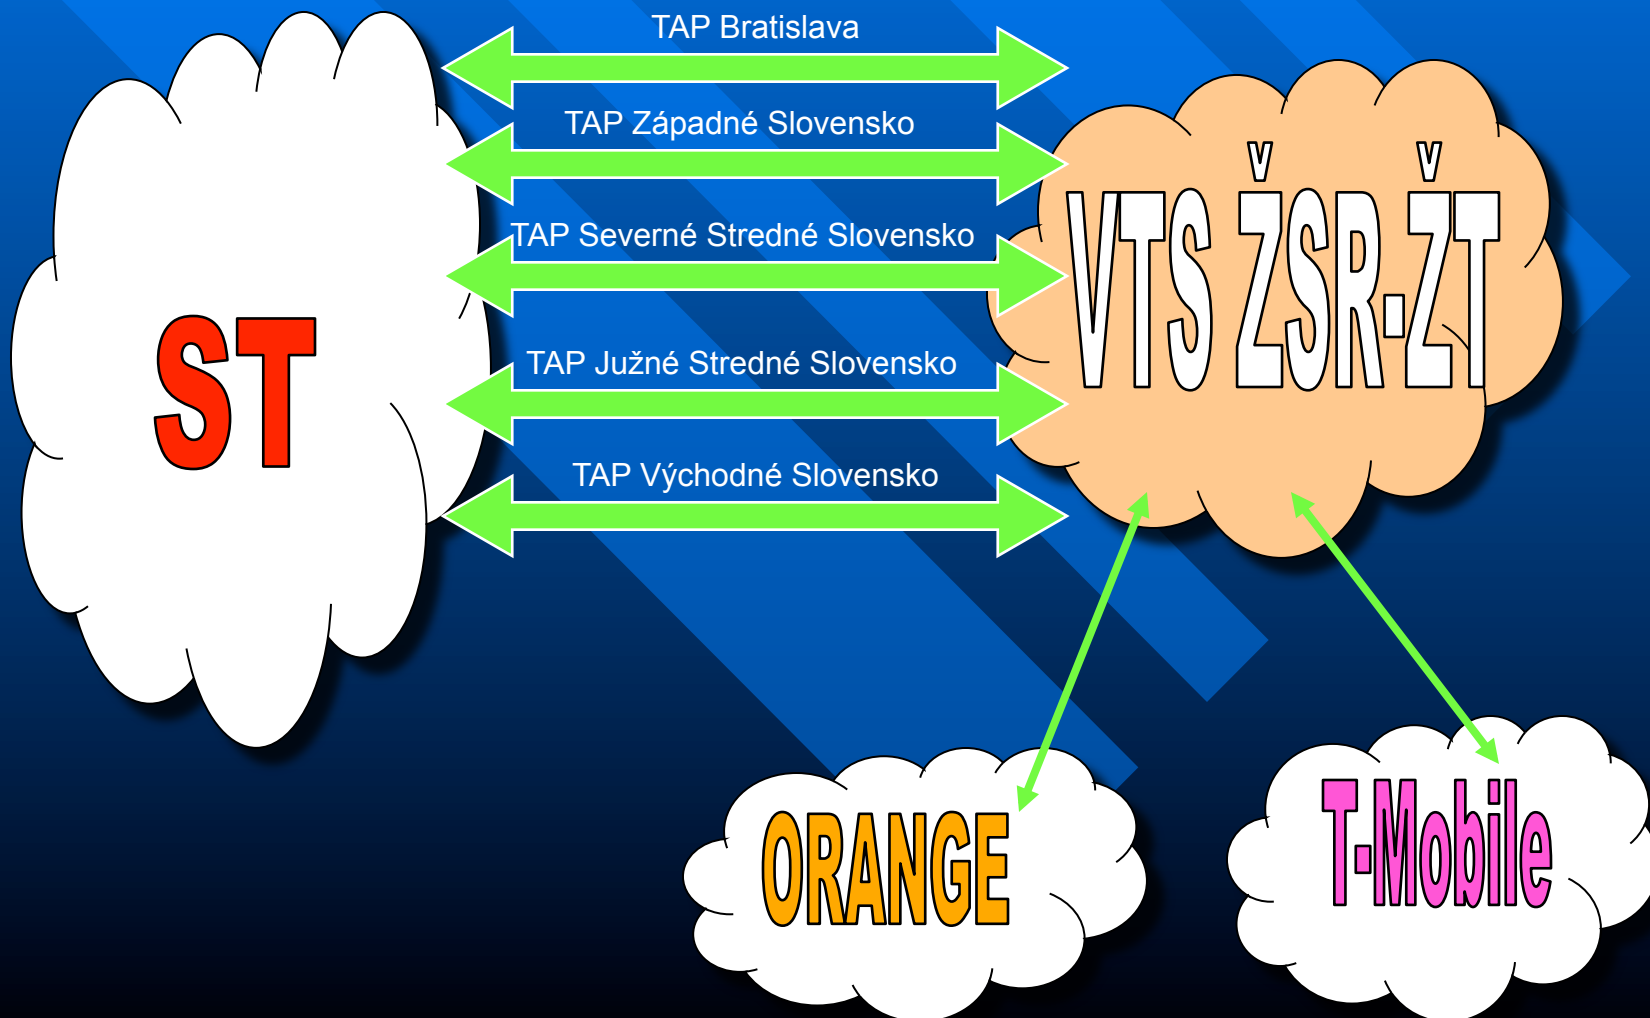 TAP Bratislava
TAP Západné Slovensko
TAP Severné Stredné Slovensko
TAP Južné Stredné Slovensko
TAP Východné Slovensko
ST
VTS ŽSR-ŽT
ORANGE
T-Mobile